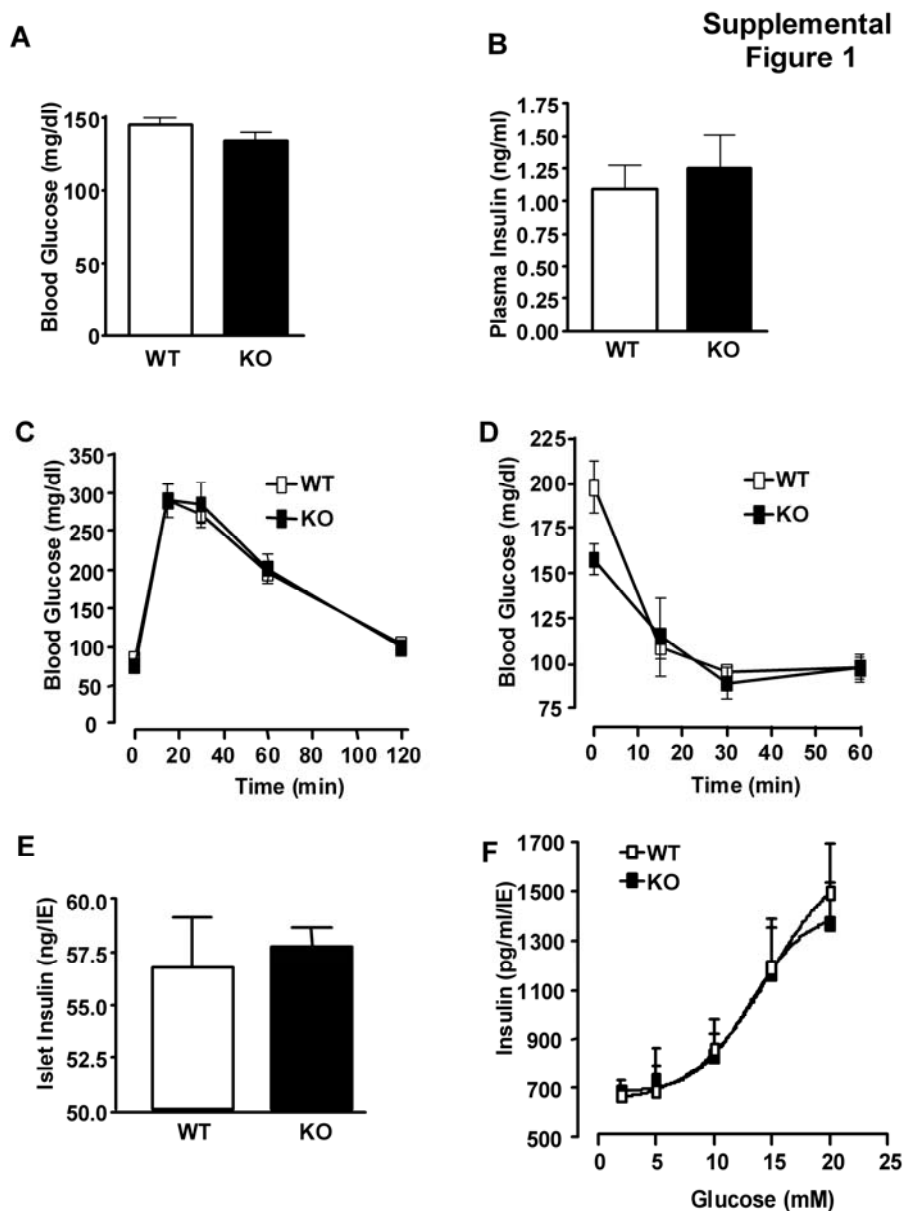 Supplemental
Figure 1
A
Blood Glucose (mg/dl)
150
100
50
0
WT KO
B
Plasma Insulin (ng/ml)
1.75
1.50
1.25
1.00
0.75
0.50
0.25
0.00
WT KO
C
Blood Glucose (mg/dl)
350
300
250
200
150
100
50
0
WT
KO
0 20 40 60 80 100 120
Time (min)
D
Blood Glucose (mg/dl)
225
200
175
150
125
100
75
WT
KO
0 10 20 30 40 50 60
Time (min)
E
Islet Insulin (ng/IE)
60.0
57.5
55.0
52.5
50.0
WT KO
F
Insulin (pg/ml/IE)
1700
1500
1300
1100
900
700
500
WT
KO
0 5 10 15 20 25
Glucose (mM)